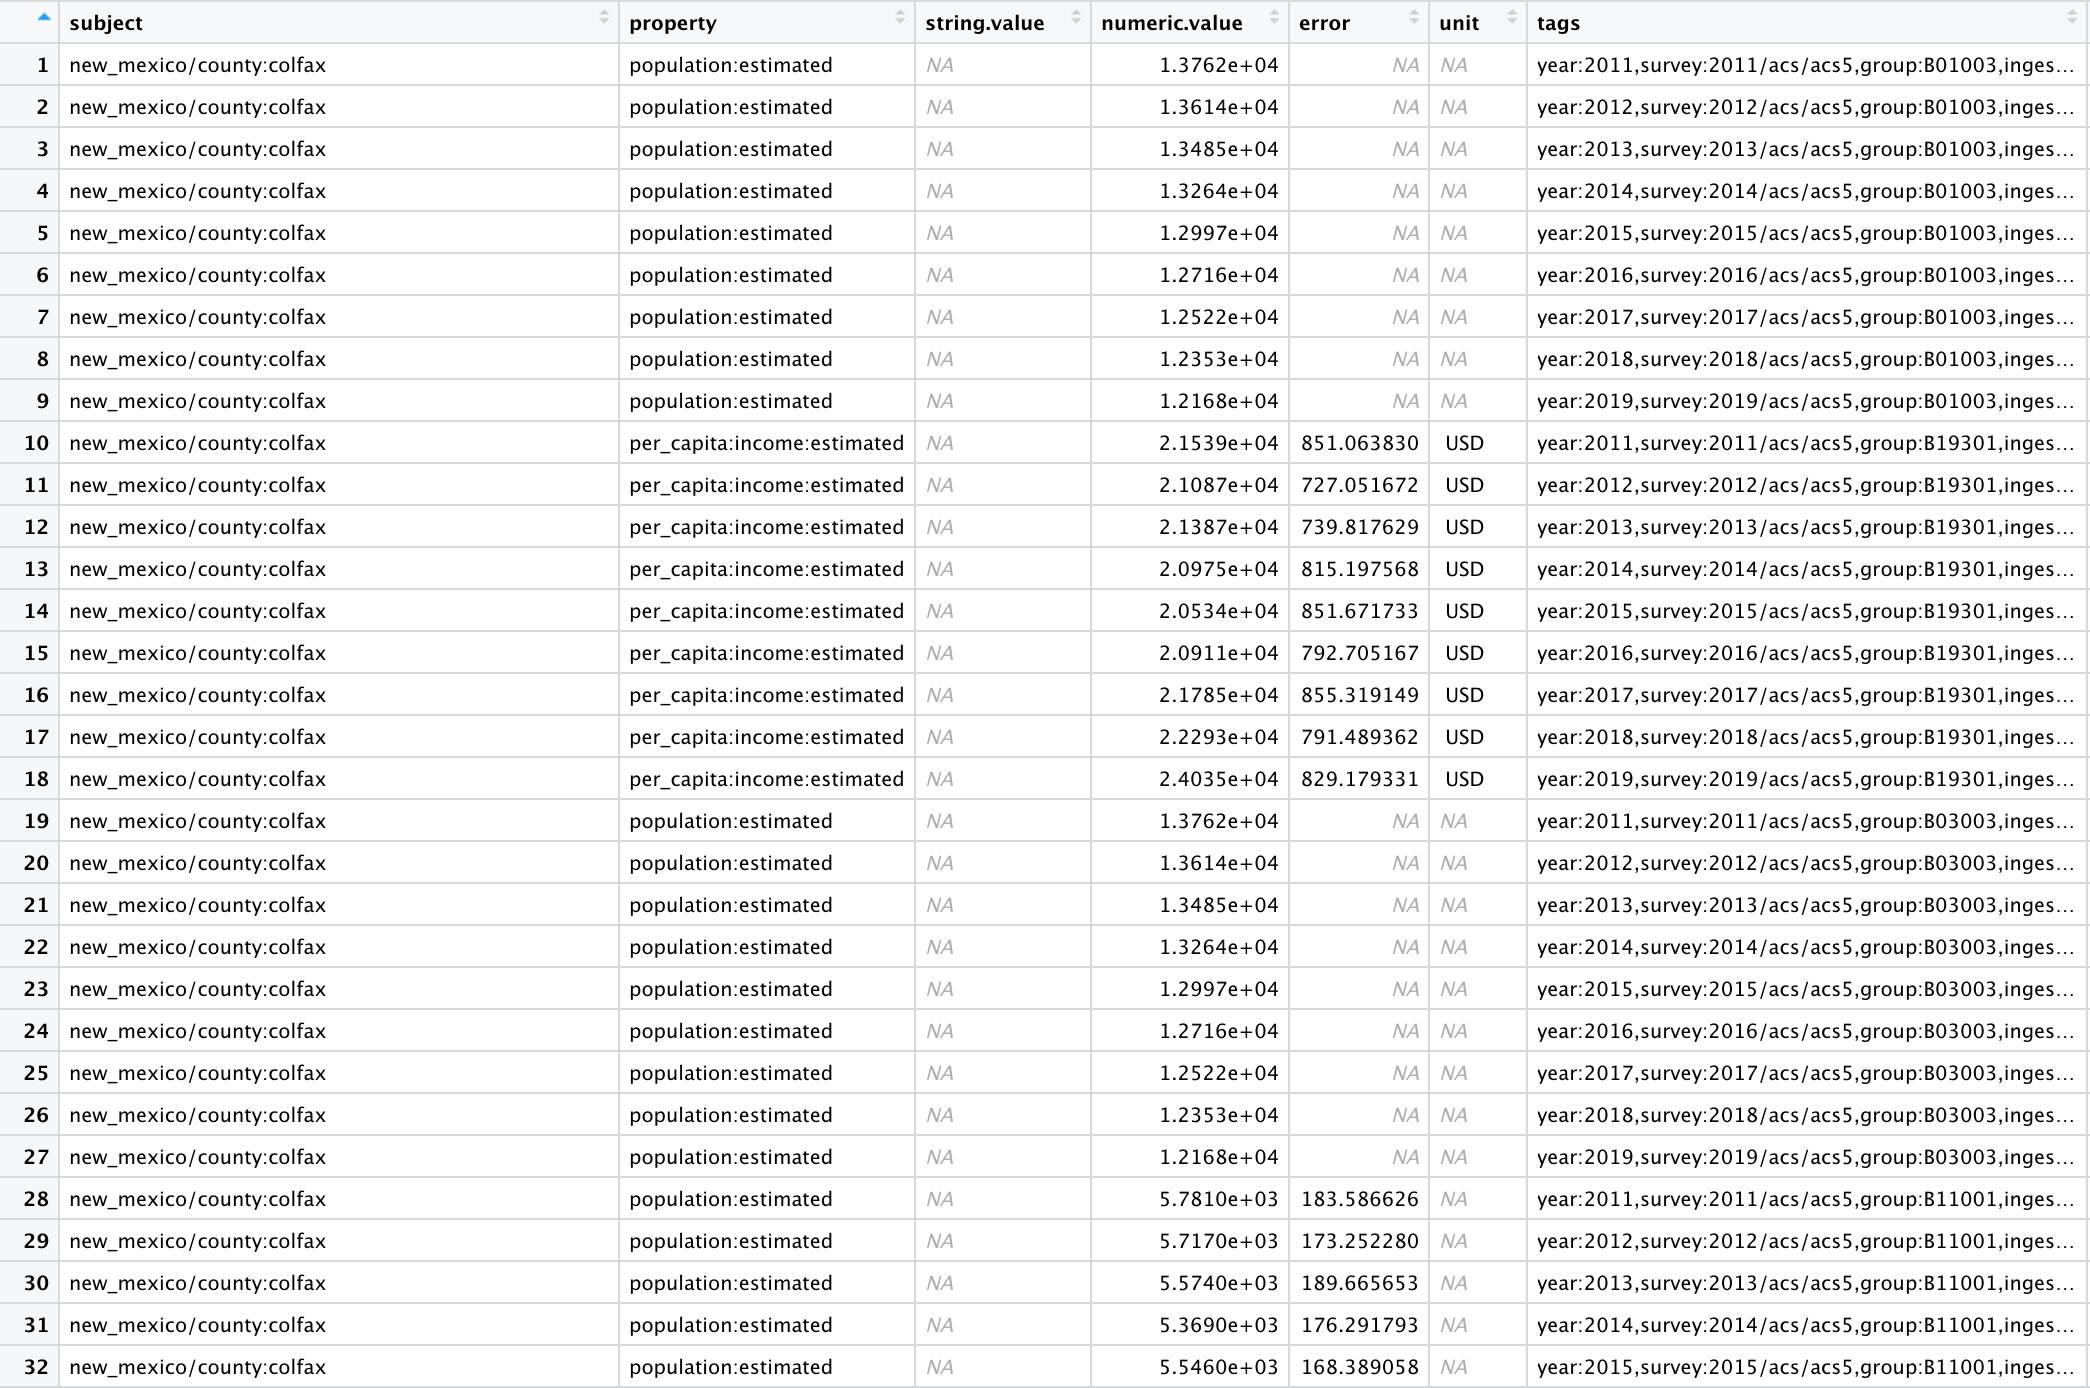 subject property string.value numeric.value error unit tags
1 new_mexico/county:colfax population:estimated NA 1.3762e+04 NA NA year:2011,survey:2011/acs/acs5,group:B01003,inges...
2 new_mexico/county:colfax population:estimated NA 1.3614e+04 NA NA year:2012,survey:2012/acs/acs5,group:B01003,inges...
3 new_mexico/county:colfax population:estimated NA 1.3485e+04 NA NA year:2013,survey:2013/acs/acs5,group:B01003,inges...
4 new_mexico/county:colfax population:estimated NA 1.3264e+04 NA NA year:2014,survey:2014/acs/acs5,group:B01003,inges...
5 new_mexico/county:colfax population:estimated NA 1.2997e+04 NA NA year:2015,survey:2015/acs/acs5,group:B01003,inges...
6 new_mexico/county:colfax population:estimated NA 1.2716e+04 NA NA year:2016,survey:2016/acs/acs5,group:B01003,inges...
7 new_mexico/county:colfax population:estimated NA 1.2522e+04 NA NA year:2017,survey:2017/acs/acs5,group:B01003,inges...
8 new_mexico/county:colfax population:estimated NA 1.2353e+04 NA NA year:2018,survey:2018/acs/acs5,group:B01003,inges...
9 new_mexico/county:colfax population:estimated NA 1.2168e+04 NA NA year:2019,survey:2019/acs/acs5,group:B01003,inges...
10 new_mexico/county:colfax per_capita:income:estimated NA 2.1539e+04 851.063830 USD year:2011,survey:2011/acs/acs5,group:B19301,inges...
11 new_mexico/county:colfax per_capita:income:estimated NA 2.1087e+04 727.051672 USD year:2012,survey:2012/acs/acs5,group:B19301,inges...
12 new_mexico/county:colfax per_capita:income:estimated NA 2.1387e+04 739.817629 USD year:2013,survey:2013/acs/acs5,group:B19301,inges...
13 new_mexico/county:colfax per_capita:income:estimated NA 2.0975e+04 815.197568 USD year:2014,survey:2014/acs/acs5,group:B19301,inges...
14 new_mexico/county:colfax per_capita:income:estimated NA 2.0534e+04 851.671733 USD year:2015,survey:2015/acs/acs5,group:B19301,inges...
15 new_mexico/county:colfax per_capita:income:estimated NA 2.0911e+04 792.705167 USD year:2016,survey:2016/acs/acs5,group:B19301,inges...
16 new_mexico/county:colfax per_capita:income:estimated NA 2.1785e+04 855.319149 USD year:2017,survey:2017/acs/acs5,group:B19301,inges...
17 new_mexico/county:colfax per_capita:income:estimated NA 2.2293e+04 791.489362 USD year:2018,survey:2018/acs/acs5,group:B19301,inges...
18 new_mexico/county:colfax per_capita:income:estimated NA 2.4035e+04 829.179331 USD year:2019,survey:2019/acs/acs5,group:B19301,inges...
19 new_mexico/county:colfax population:estimated NA 1.3762e+04 NA NA year:2011,survey:2011/acs/acs5,group:B03003,inges...
20 new_mexico/county:colfax population:estimated NA 1.3614e+04 NA NA year:2012,survey:2012/acs/acs5,group:B03003,inges...
21 new_mexico/county:colfax population:estimated NA 1.3485e+04 NA NA year:2013,survey:2013/acs/acs5,group:B03003,inges...
22 new_mexico/county:colfax population:estimated NA 1.3264e+04 NA NA year:2014,survey:2014/acs/acs5,group:B03003,inges...
23 new_mexico/county:colfax population:estimated NA 1.2997e+04 NA NA year:2015,survey:2015/acs/acs5,group:B03003,inges...
24 new_mexico/county:colfax population:estimated NA 1.2716e+04 NA NA year:2016,survey:2016/acs/acs5,group:B03003,inges...
25 new_mexico/county:colfax population:estimated NA 1.2522e+04 NA NA year:2017,survey:2017/acs/acs5,group:B03003,inges...
26 new_mexico/county:colfax population:estimated NA 1.2353e+04 NA NA year:2018,survey:2018/acs/acs5,group:B03003,inges...
27 new_mexico/county:colfax population:estimated NA 1.2168e+04 NA NA year:2019,survey:2019/acs/acs5,group:B03003,inges...
28 new_mexico/county:colfax population:estimated NA 5.7810e+03 183.586626 NA year:2011,survey:2011/acs/acs5,group:B11001,inges...
29 new_mexico/county:colfax population:estimated NA 5.7170e+03 173.252280 NA year:2012,survey:2012/acs/acs5,group:B11001,inges...
30 new_mexico/county:colfax population:estimated NA 5.5740e+03 189.665653 NA year:2013,survey:2013/acs/acs5,group:B11001,inges...
31 new_mexico/county:colfax population:estimated NA 5.3690e+03 176.291793 NA year:2014,survey:2014/acs/acs5,group:B11001,inges...
32 new_mexico/county:colfax population:estimated NA 5.5460e+03 168.389058 NA year:2015,survey:2015/acs/acs5,group:B11001,inges...